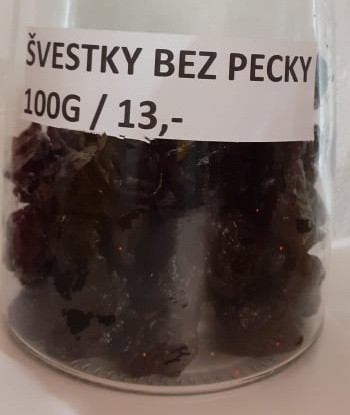 ŠVESTKY BEZ PECKY
100G / 13,-